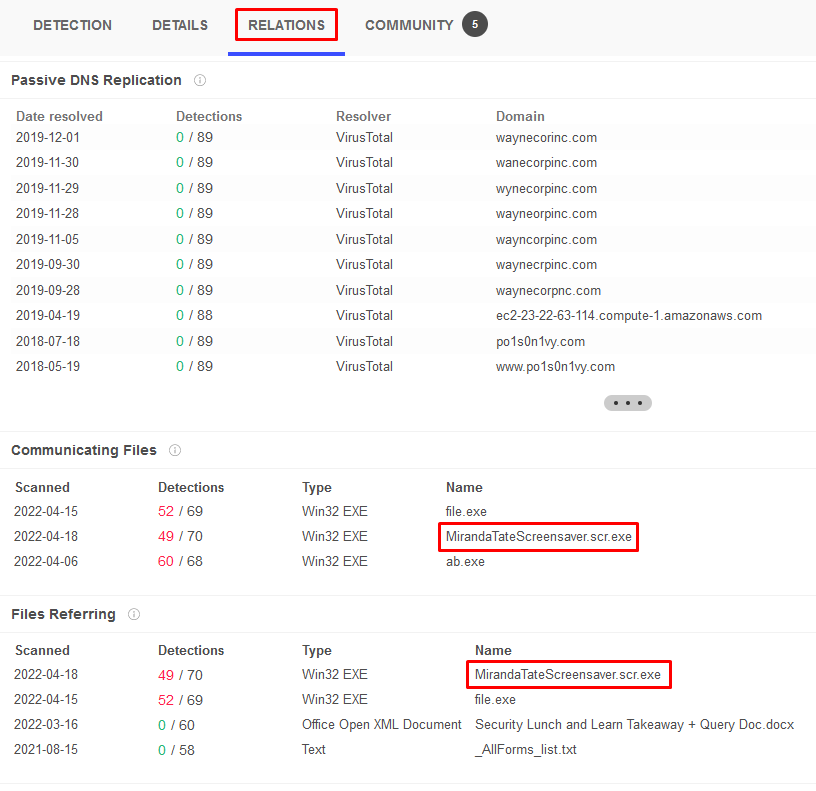 DETECTION DETAILS RELATIONS COMMUNITY 5
Passive DNS Replication
Date resolved Detections Resolver Domain
2019-12-01 0 / 89 VirusTotal waynecorinc.com
2019-11-30 0 / 89 VirusTotal wanecorpinc.com
2019-11-29 0 / 89 VirusTotal wynecorpinc.com
2019-11-28 0 / 89 VirusTotal wayneorpinc.com
2019-11-05 0 / 89 VirusTotal wayncorpinc.com
2019-09-30 0 / 89 VirusTotal waynecrpinc.com
2019-09-28 0 / 89 VirusTotal waynecorpnc.com
2019-04-19 0 / 88 VirusTotal ec2-23-22-63-114.compute-1.amazonaws.com
2018-07-18 0 / 89 VirusTotal po1s0n1vy.com
2018-05-19 0 / 89 VirusTotal www.po1s0n1vy.com
Communicating Files
Scanned Detections Type Name
2022-04-15 52 / 69 Win32 EXE file.exe
2022-04-18 49 / 70 Win32 EXE MirandaTateScreensaver.scr.exe
2022-04-06 60 / 68 Win32 EXE ab.exe
Files Referring
Scanned Detections Type Name
2022-04-18 49 / 70 Win32 EXE MirandaTateScreensaver.scr.exe
2022-04-15 52 / 69 Win32 EXE file.exe
2022-03-16 0 / 60 Office Open XML Document Security Lunch and Learn Takeaway + Query Doc.docx
2021-08-15 0 / 58 Text _AllForms_list.txt